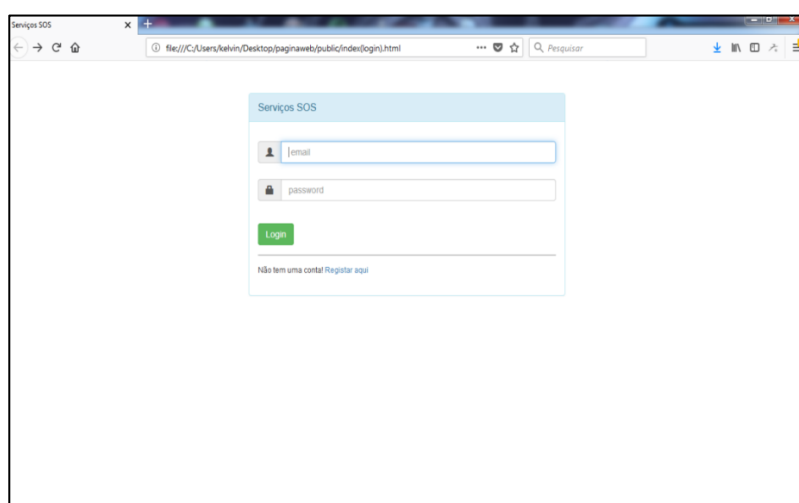 Serviços SOS
file:///C:/Users/kelvin/Desktop/paginaweb/public/index(login).html
Pesquisar
Serviços SOS
email
password
Login
Não tem uma conta! Registar aqui